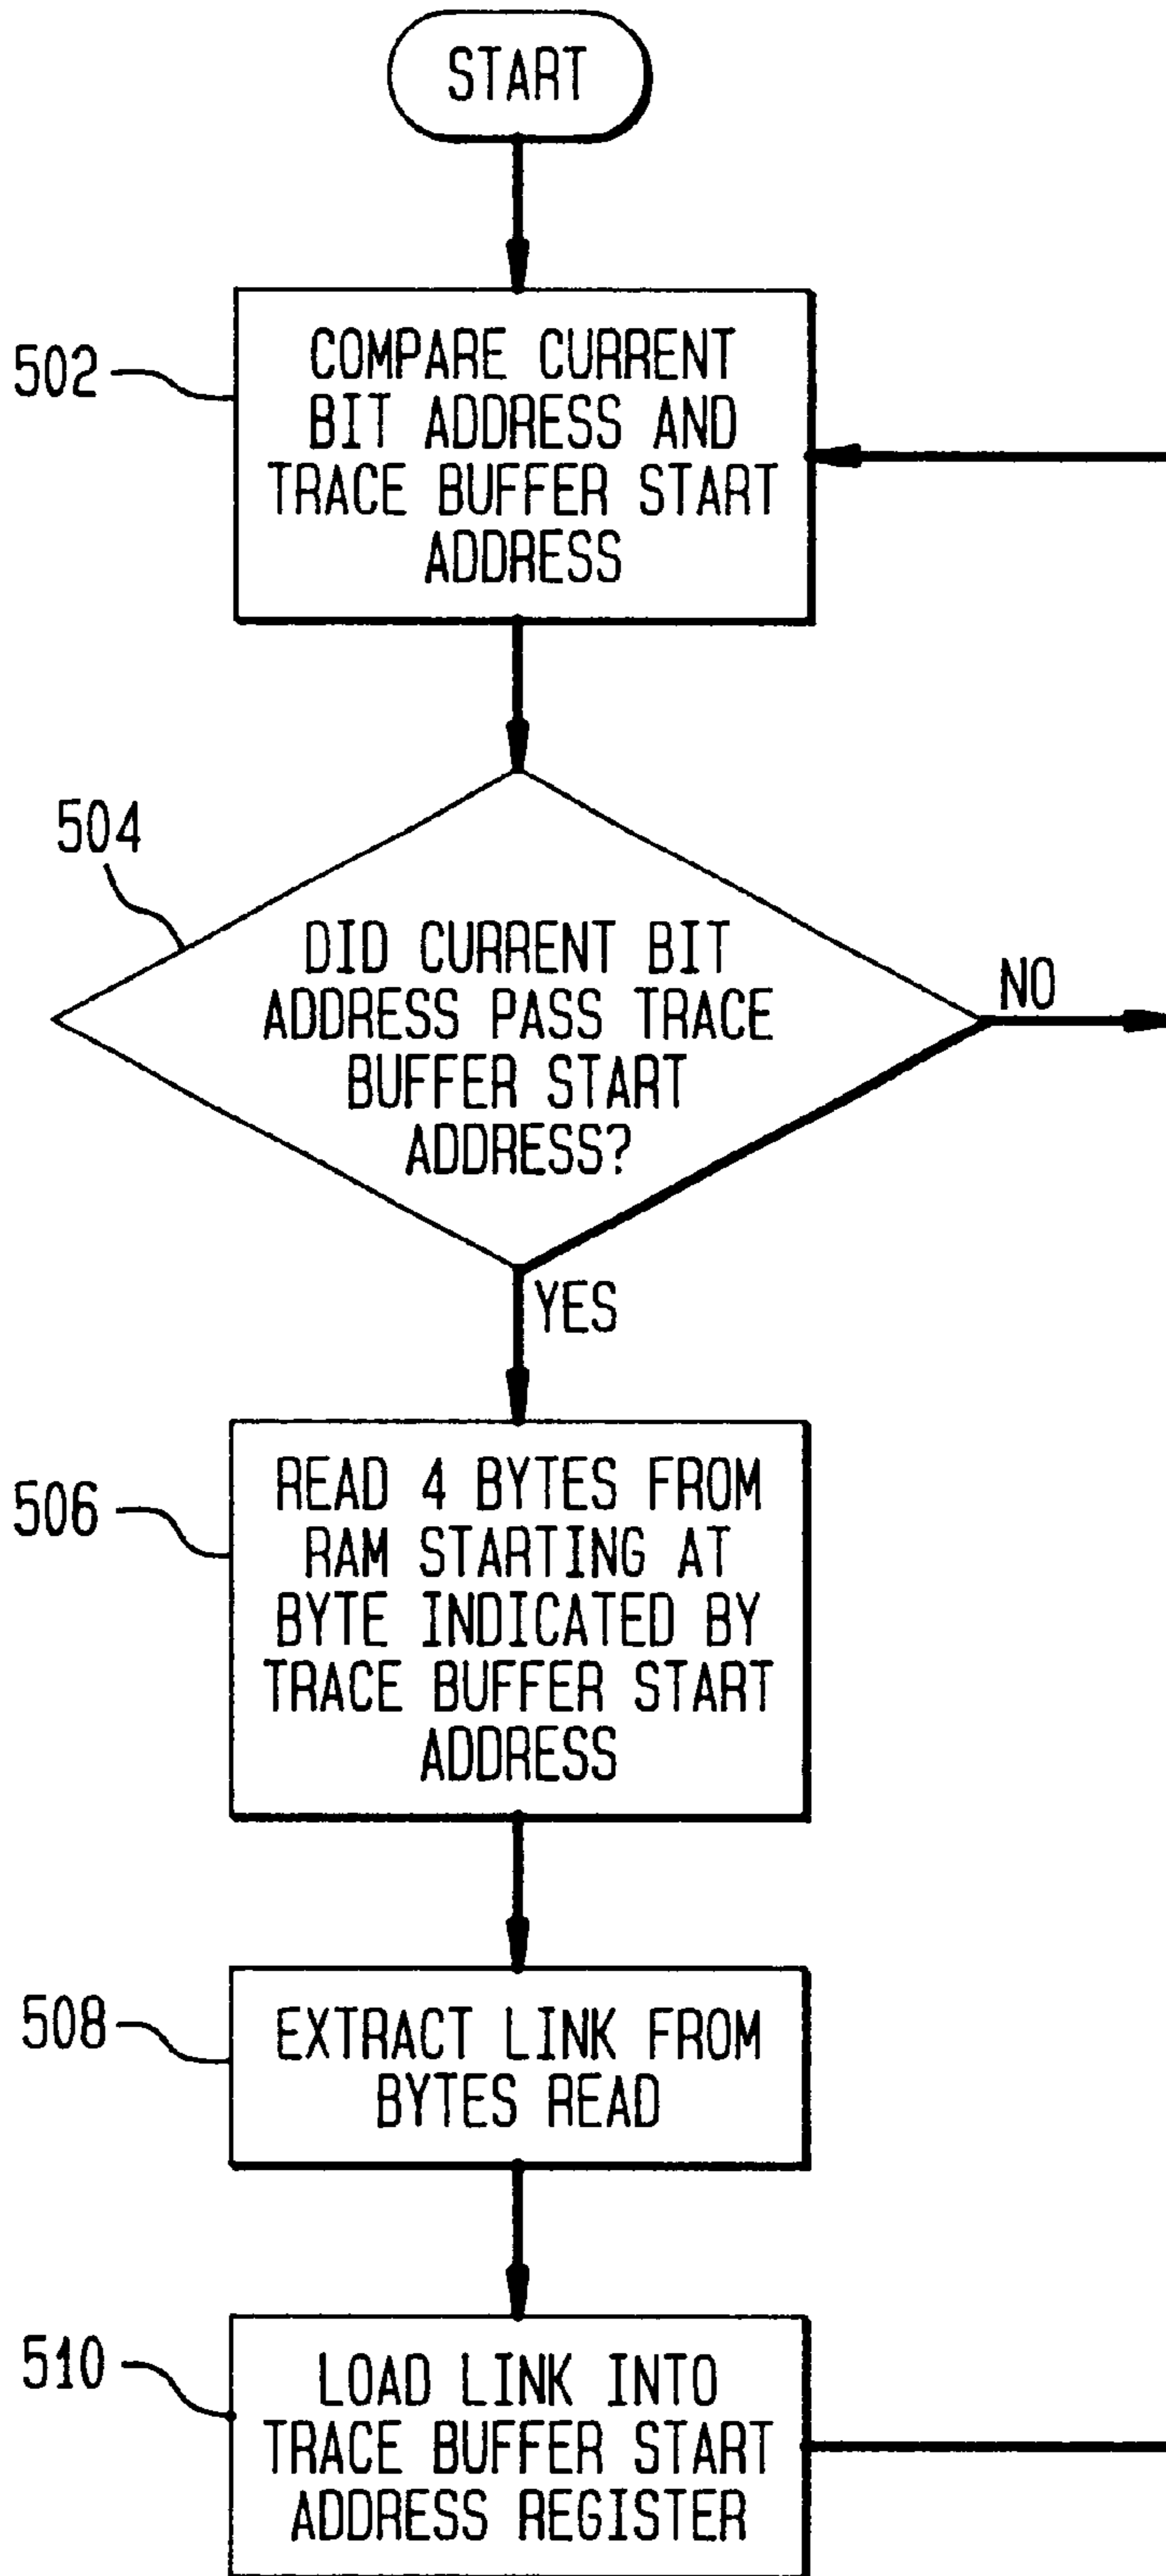 START
502
COMPARE CURRENT
BIT ADDRESS AND
TRACE BUFFER START
ADDRESS
504
DID CURRENT BIT
ADDRESS PASS TRACE
BUFFER START
ADDRESS?
NO
YES
506
READ 4 BYTES FROM
RAM STARTING AT
BYTE INDICATED BY
TRACE BUFFER START
ADDRESS
508
EXTRACT LINK FROM
BYTES READ
510
LOAD LINK INTO
TRACE BUFFER START
ADDRESS REGISTER